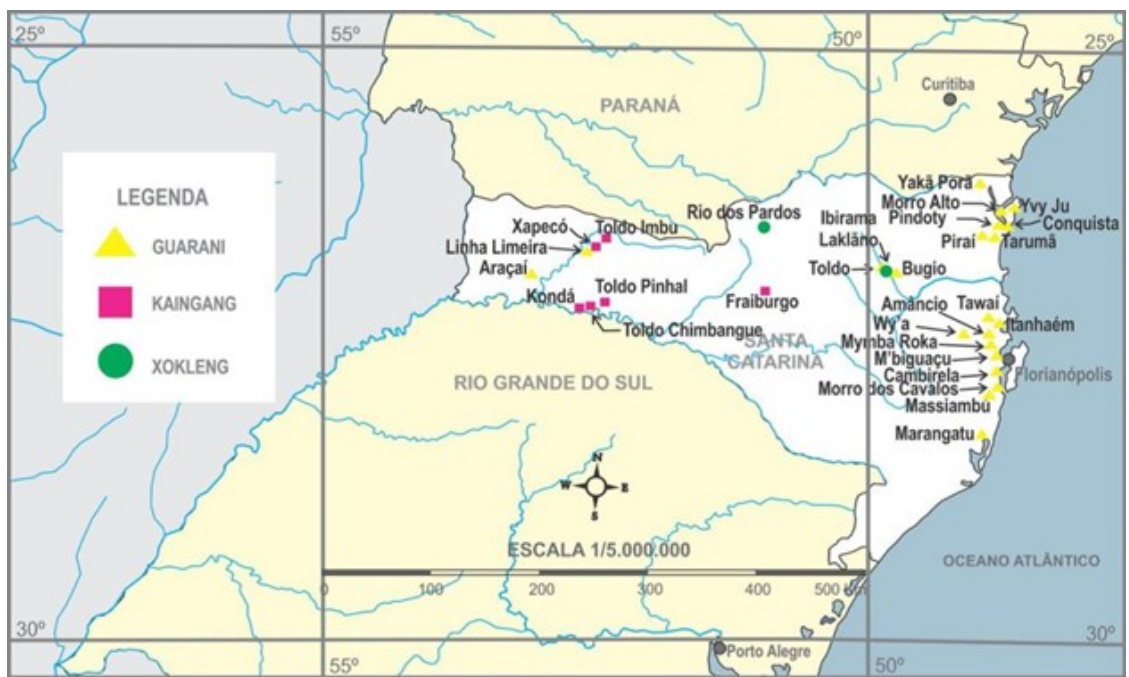 25º
55º
50º
25º
Curitiba
PARANÁ
LEGENDA
GUARANI
KAINGANG
XOKLENG
Yakã Porã
Morro Alto
Yvy Ju
Pindoty
Conquista
Piraí
Tarumã
Rio dos Pardos
Ibirama
Laklãno
Toldo
Bugio
Xapecó
Toldo Imbu
Linha Limeira
Araçaí
Kondá
Toldo Pinhal
Toldo Chimbangue
Fraiburgo
Amâncio
Tawaí
Itanhaém
Wy'a
Mymba Roka
M'biguaçu
SANTA
CATARINA
Cambirela
Florianópolis
Morro dos Cavalos
Massiambu
Marangatu
RIO GRANDE DO SUL
N
W
E
S
ESCALA 1/5.000.000
0
100
200
300
400
500 km
OCEANO ATLÂNTICO
30º
30º
Porto Alegre
55º
50º